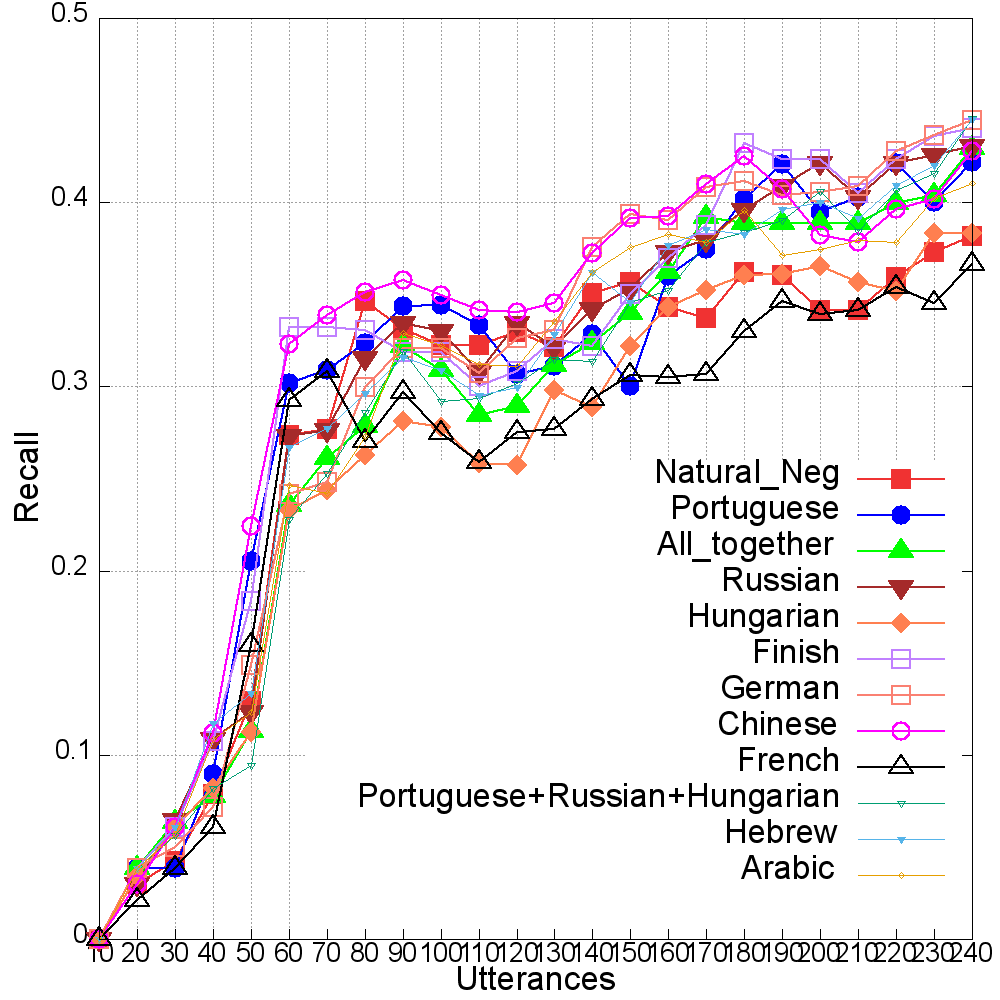 0.5
0.4
0.3
0.2
0.1
0
Recall
Natural_Neg
Portuguese
All_together
Russian
Hungarian
Finish
German
Chinese
French
Portuguese+Russian+Hungarian
Hebrew
Arabic
10 20 30 40 50 60 70 80 90 100 110 120 130 140 150 160 170 180 190 200 210 220 230 240
Utterances